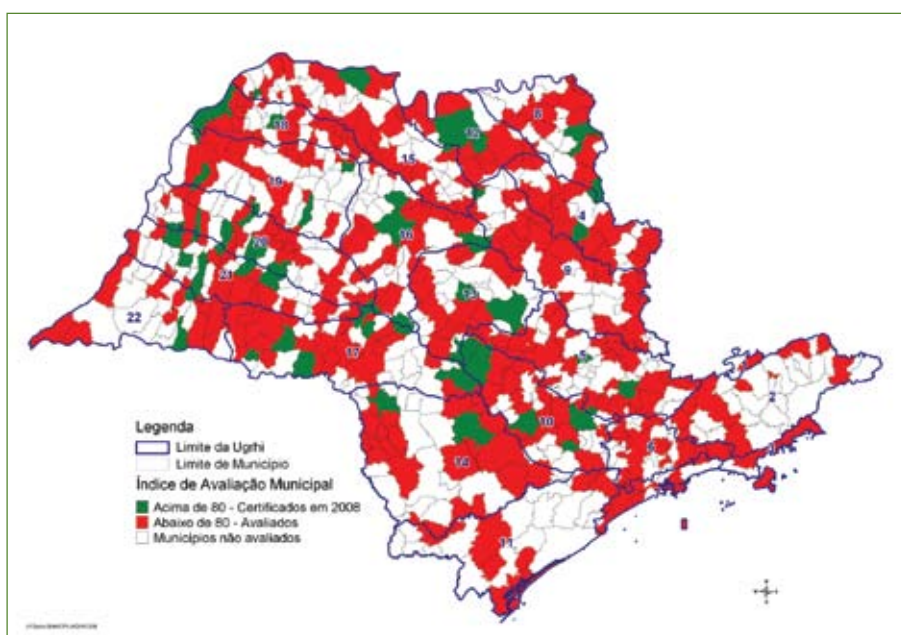 18
12
8
15
19
4
16
20
9
21
13
22
5
17
2
10
6
14
11
Legenda
Limite da Ugrhi
Limite de Município
Índice de Avaliação Municipal
Acima de 80 - Certificados em 2008
Abaixo de 80 - Avaliados
Municípios não avaliados